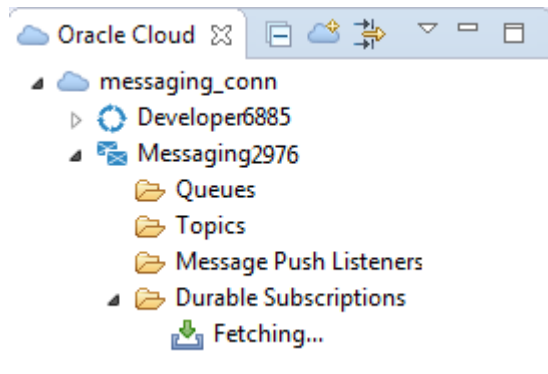 Oracle Cloud
messaging_conn
Developer6885
Messaging2976
Queues
Topics
Message Push Listeners
Durable Subscriptions
Fetching...